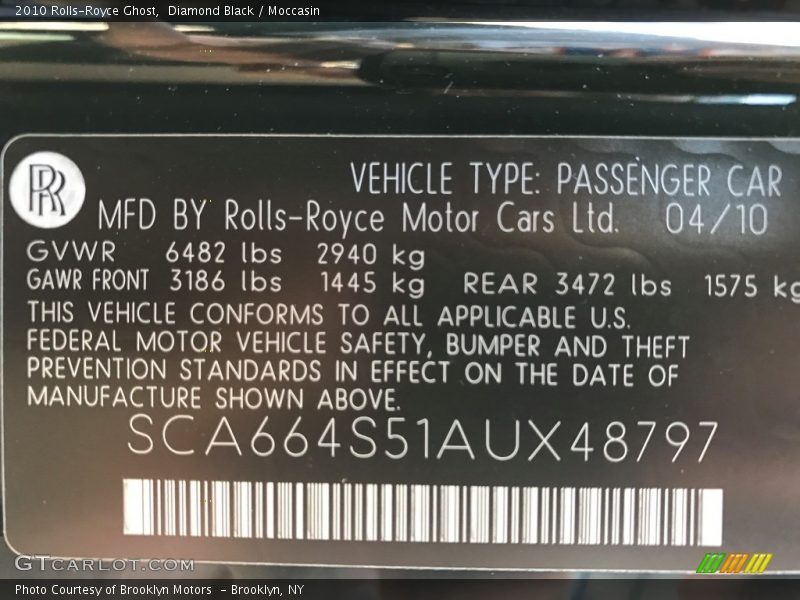 2010 Rolls-Royce Ghost, Diamond Black / Moccasin
RR
VEHICLE TYPE: PASSENGER CAR
MFD BY Rolls-Royce Motor Cars Ltd. 04/10
GVWR 6482 lbs 2940 kg
GAWR FRONT 3186 lbs 1445 kg REAR 3472 lbs 1575 kg
THIS VEHICLE CONFORMS TO ALL APPLICABLE U.S.
FEDERAL MOTOR VEHICLE SAFETY, BUMPER AND THEFT
PREVENTION STANDARDS IN EFFECT ON THE DATE OF
MANUFACTURE SHOWN ABOVE.
SCA664S51AUX48797
GTCARLOT.COM
Photo Courtesy of Brooklyn Motors - Brooklyn, NY